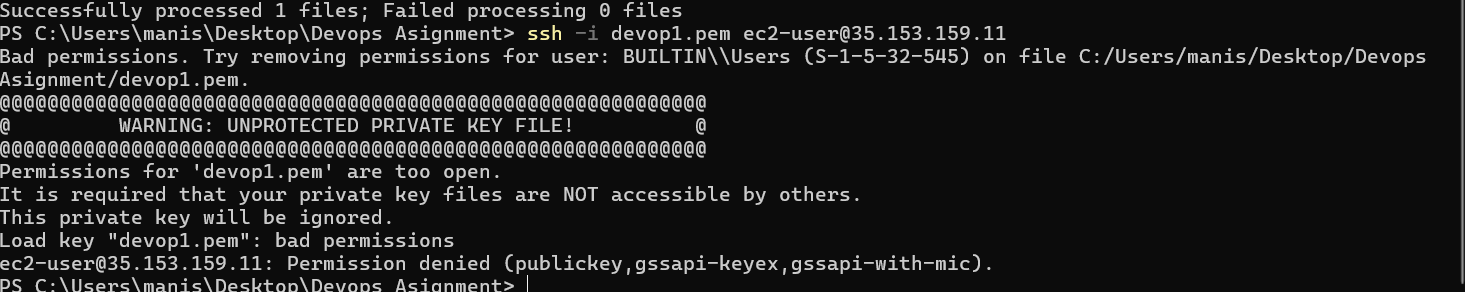 Successfully processed 1 files; Failed processing 0 files
PS C:\Users\manis\Desktop\Devops Asignment> ssh -i devop1.pem ec2-user@35.153.159.11
Bad permissions. Try removing permissions for user: BUILTIN\\Users (S-1-5-32-545) on file C:/Users/manis/Desktop/Devops
Asignment/devop1.pem.
@@@@@@@@@@@@@@@@@@@@@@@@@@@@@@@@@@@@@@@@@@@@@@@@@@@@@@@@@@@
@         WARNING: UNPROTECTED PRIVATE KEY FILE!          @
@@@@@@@@@@@@@@@@@@@@@@@@@@@@@@@@@@@@@@@@@@@@@@@@@@@@@@@@@@@
Permissions for 'devop1.pem' are too open.
It is required that your private key files are NOT accessible by others.
This private key will be ignored.
Load key "devop1.pem": bad permissions
ec2-user@35.153.159.11: Permission denied (publickey,gssapi-keyex,gssapi-with-mic).
PS C:\Users\manis\Desktop\Devops Asignment>